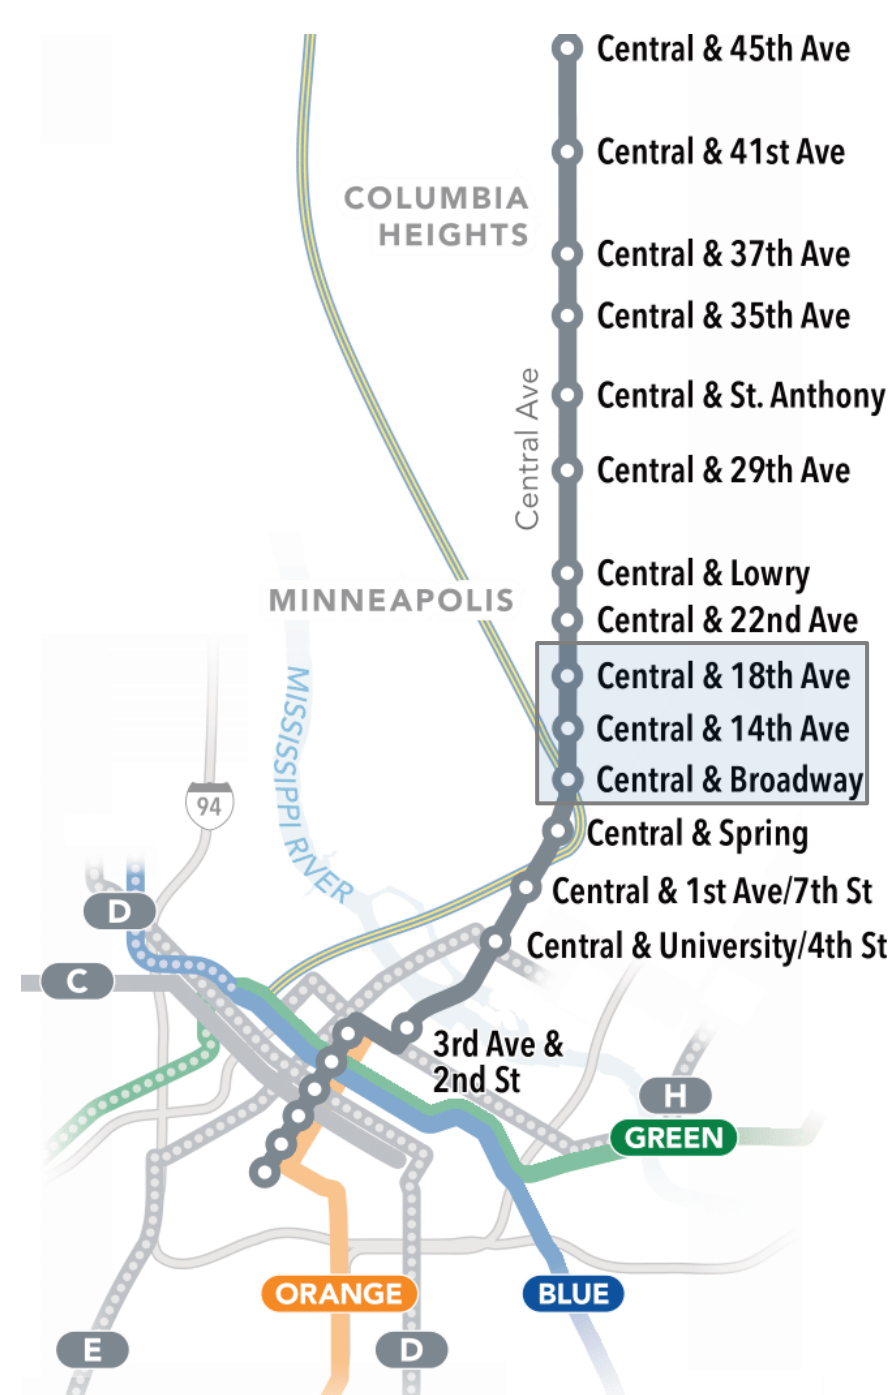 Central & 45th Ave
Central & 41st Ave
COLUMBIA
HEIGHTS
Central & 37th Ave
Central & 35th Ave
Central Ave
Central & St. Anthony
Central & 29th Ave
Central & Lowry
MINNEAPOLIS
Central & 22nd Ave
Central & 18th Ave
MISSISSIPPI RIVER
Central & 14th Ave
Central & Broadway
94
Central & Spring
Central & 1st Ave/7th St
D
Central & University/4th St
C
3rd Ave &
2nd St
H
GREEN
ORANGE
BLUE
E
D